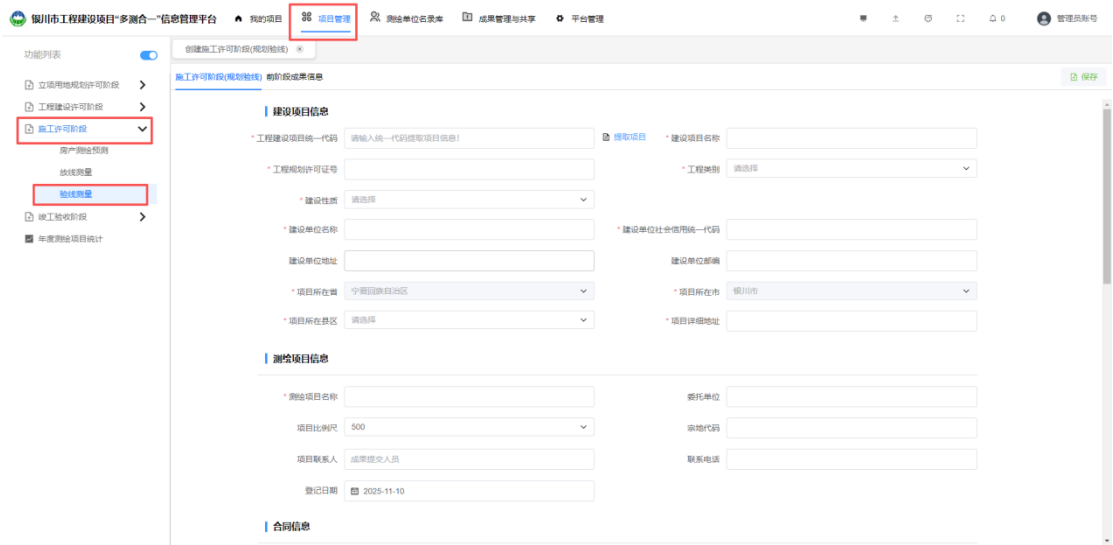 银川市工程建设项目“多测合一”信息管理平台 我的项目 项目管理 测绘单位名录库 成果管理与共享 平台管理 0 管理员账号
功能列表
创建施工许可阶段(规划验线)
施工许可阶段(规划验线) 前阶段成果信息 保存
立项用地规划许可阶段
工程建设许可阶段
施工许可阶段
房产测绘预测
放线测量
验线测量
竣工验收阶段
年度测绘项目统计
建设项目信息
* 工程建设项目统一代码 请输入统一代码提取项目信息! 提取项目 * 建设项目名称
* 工程规划许可证号 * 工程类别 请选择
* 建设性质 请选择
* 建设单位名称 * 建设单位社会信用统一代码
建设单位地址 建设单位邮编
* 项目所在省 宁夏回族自治区 * 项目所在市 银川市
* 项目所在县区 请选择 * 项目详细地址
测绘项目信息
* 测绘项目名称 委托单位
项目比例尺 500 宗地代码
项目联系人 成果提交人员 联系电话
登记日期 2025-11-10
合同信息